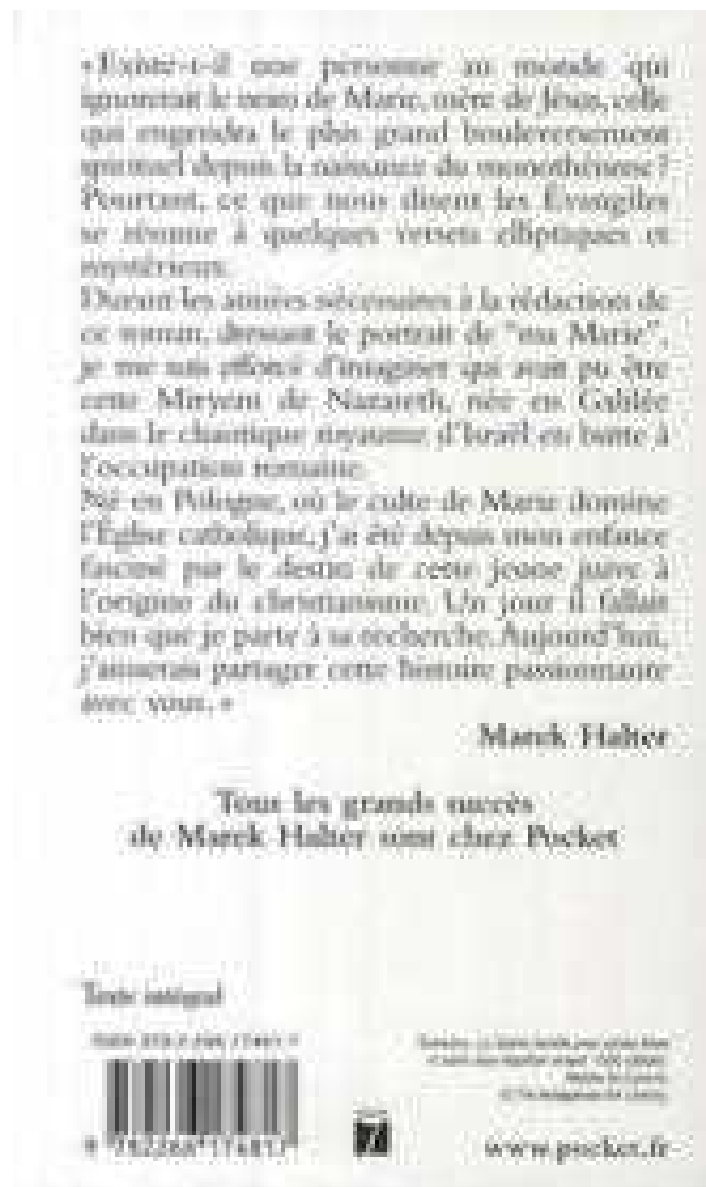 « Existe-t-il une personne au monde qui
ignorerait le nom de Marie, mère de Jésus, celle
qui engendra le plus grand bouleversement
spirituel depuis la naissance du monothéisme ?
Pourtant, ce que nous disent les Évangiles
se résume à quelques versets elliptiques et
mystérieux.
Durant les années nécessaires à la rédaction de
ce roman, dressant le portrait de "ma Marie",
je me suis efforcé d'imaginer qui avait pu être
cette Miryem de Nazareth, née en Galilée
dans le chaotique royaume d'Israël en butte à
l'occupation romaine.
Né en Pologne, où le culte de Marie domine
l'Église catholique, j'ai été depuis mon enfance
fasciné par le destin de cette jeune juive à
l'origine du christianisme. Un jour il fallait
bien que je parte à sa recherche. Aujourd'hui,
j'aimerais partager cette histoire passionnante
avec vous. »
Marek Halter
Tous les grands succès
de Marek Halter sont chez Pocket
Texte intégral
ISBN
www.pocket.fr